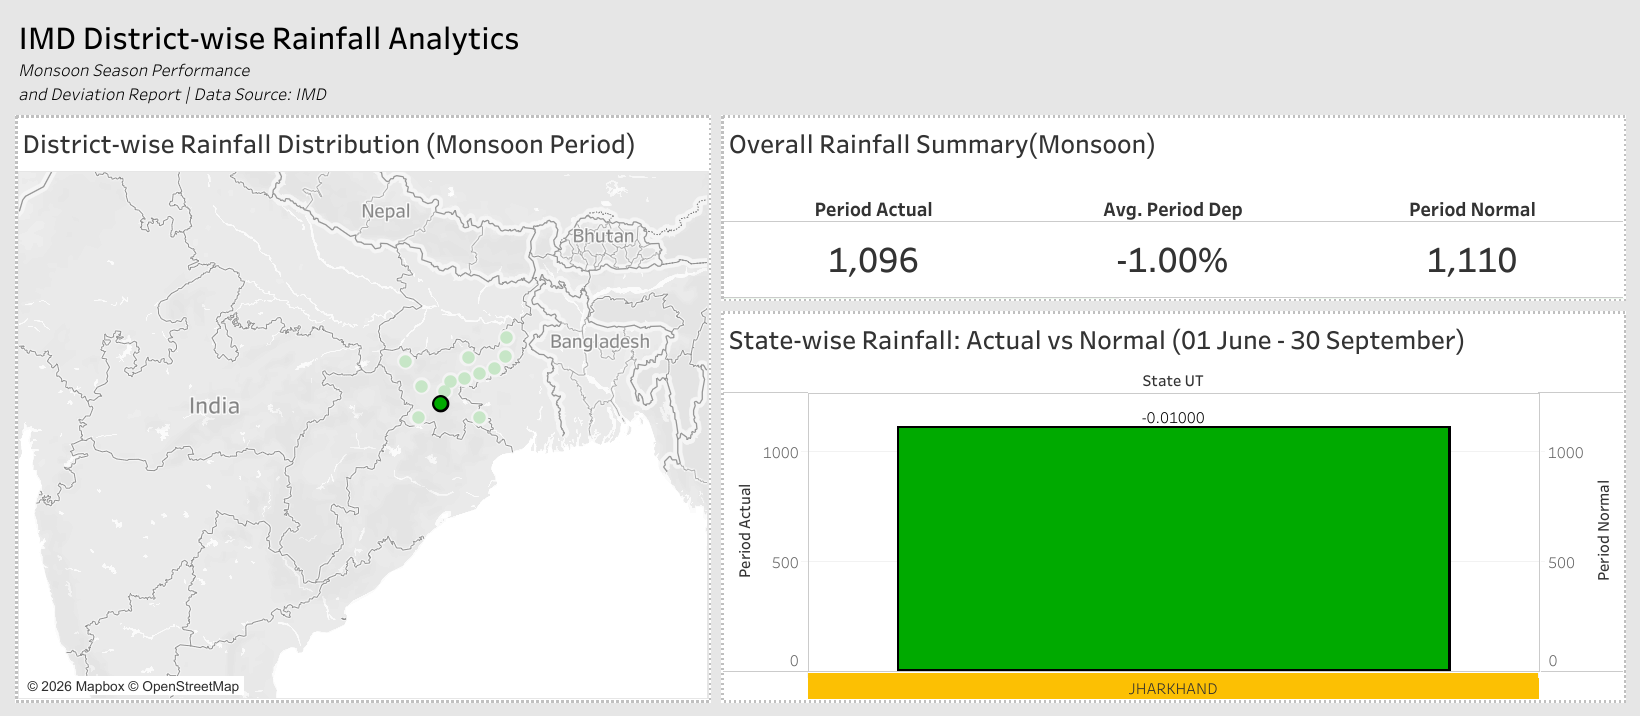 IMD District-wise Rainfall Analytics
Monsoon Season Performance
and Deviation Report | Data Source: IMD
District-wise Rainfall Distribution (Monsoon Period)
Nepal
Bhutan
Bangladesh
India
© 2026 Mapbox © OpenStreetMap
Overall Rainfall Summary(Monsoon)
Period Actual Avg. Period Dep Period Normal
1,096 -1.00% 1,110
State-wise Rainfall: Actual vs Normal (01 June - 30 September)
State UT
-0.01000
1000 1000
Period Actual
Period Normal
500 500
0 0
JHARKHAND